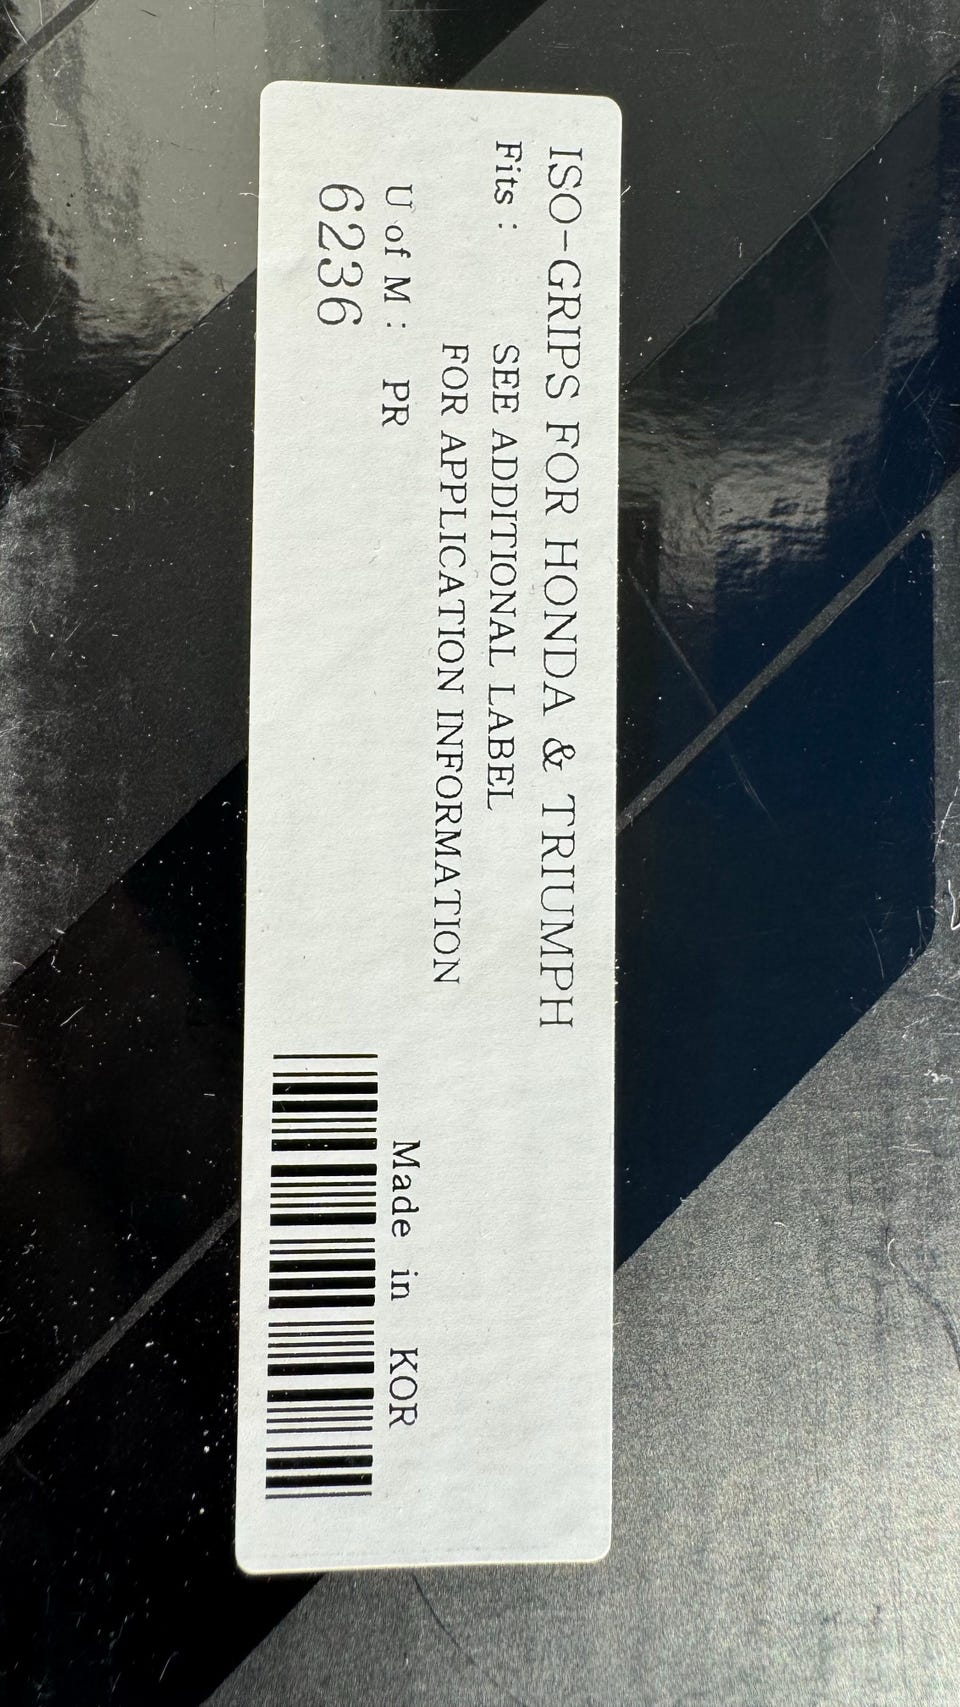 ISO-GRIPS FOR HONDA & TRIUMPH
Fits : SEE ADDITIONAL LABEL
FOR APPLICATION INFORMATION
U of M : PR
Made in KOR
6236